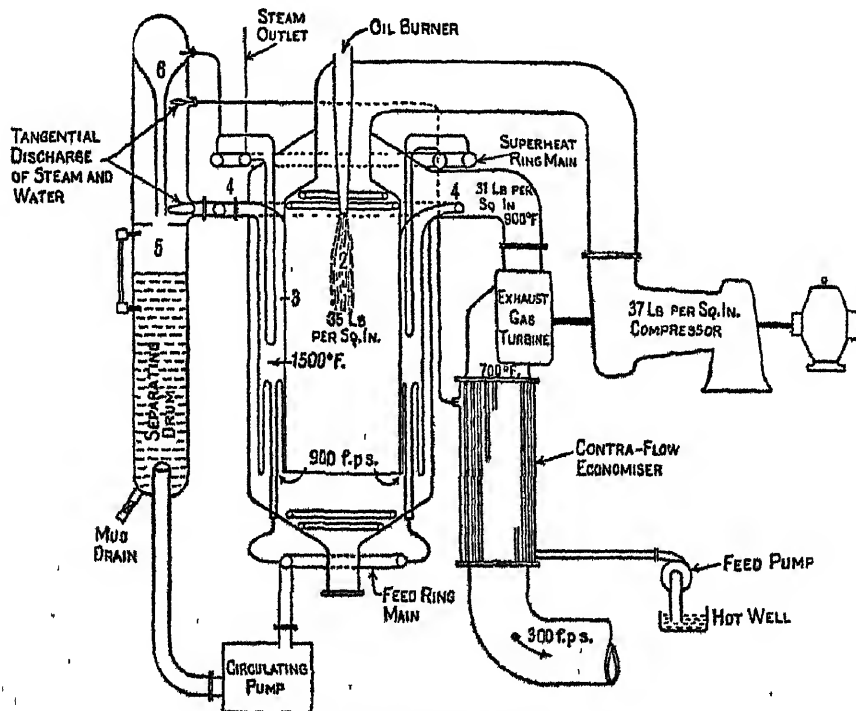 STEAM
OUTLET
OIL BURNER
6
TANGENTIAL
DISCHARGE
OF STEAM AND
WATER
SUPERHEAT
RING MAIN
4
4
31 LB PER
SQ IN
900°F.
5
2
3
35 LB
PER SQ.IN.
EXHAUST
GAS
TURBINE
37 LB PER SQ.IN.
COMPRESSOR
1500°F.
700°F.
SEPARATING
DRUM
900 f.p.s.
CONTRA-FLOW
ECONOMISER
MUD
DRAIN
FEED PUMP
FEED RING
MAIN
HOT WELL
300 f.p.s.
CIRCULATING
PUMP